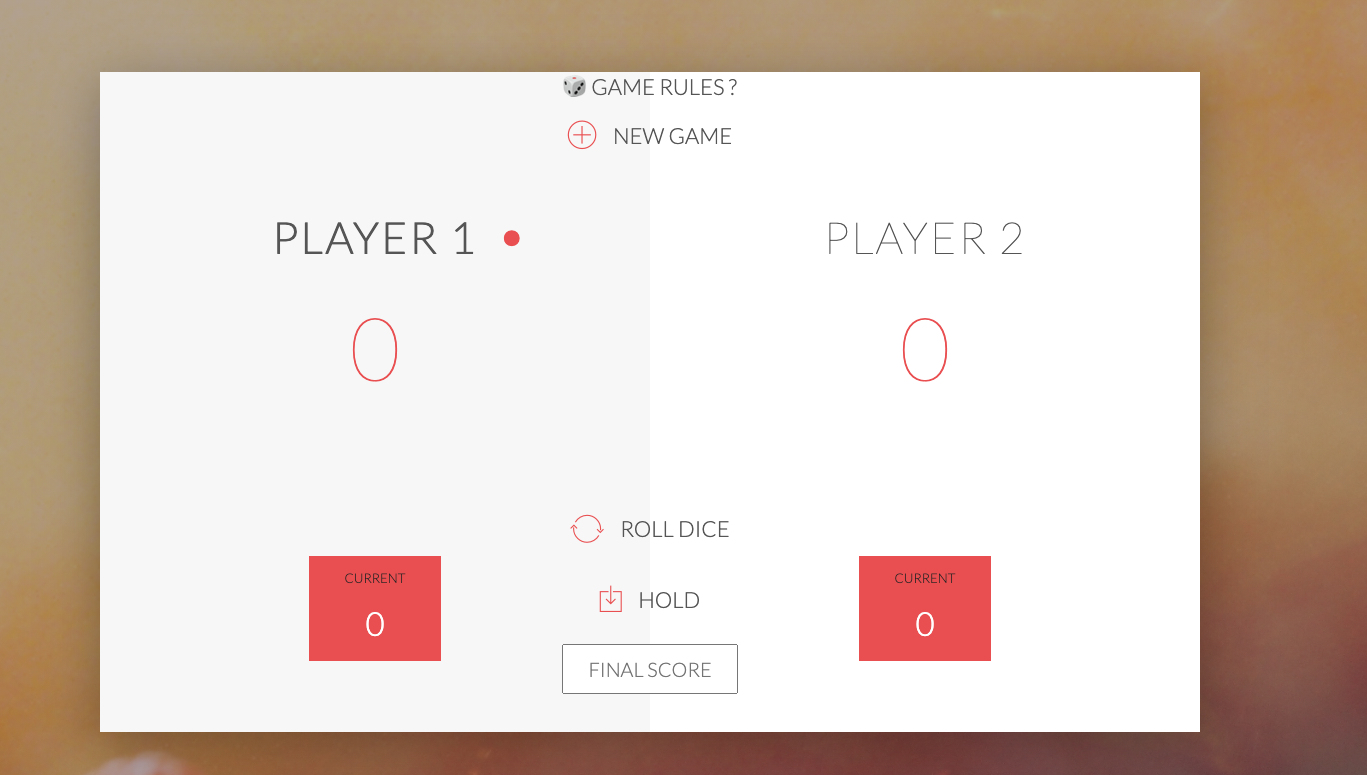 🎲 GAME RULES ?
NEW GAME
PLAYER 1
0
PLAYER 2
0
ROLL DICE
HOLD
CURRENT
0
CURRENT
0
FINAL SCORE